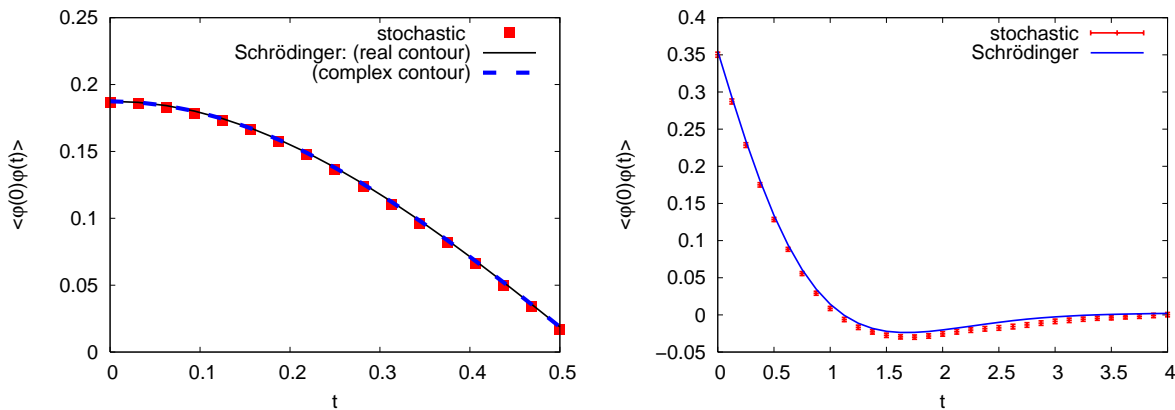 0.25
0.2
0.15
0.1
0.05
0
0 0.1 0.2 0.3 0.4 0.5
<φ(0)φ(t)>
t
stochastic
Schrödinger: (real contour)
(complex contour)
0.4
0.35
0.3
0.25
0.2
0.15
0.1
0.05
0
−0.05
0 0.5 1 1.5 2 2.5 3 3.5 4
<φ(0)φ(t)>
t
stochastic
Schrödinger